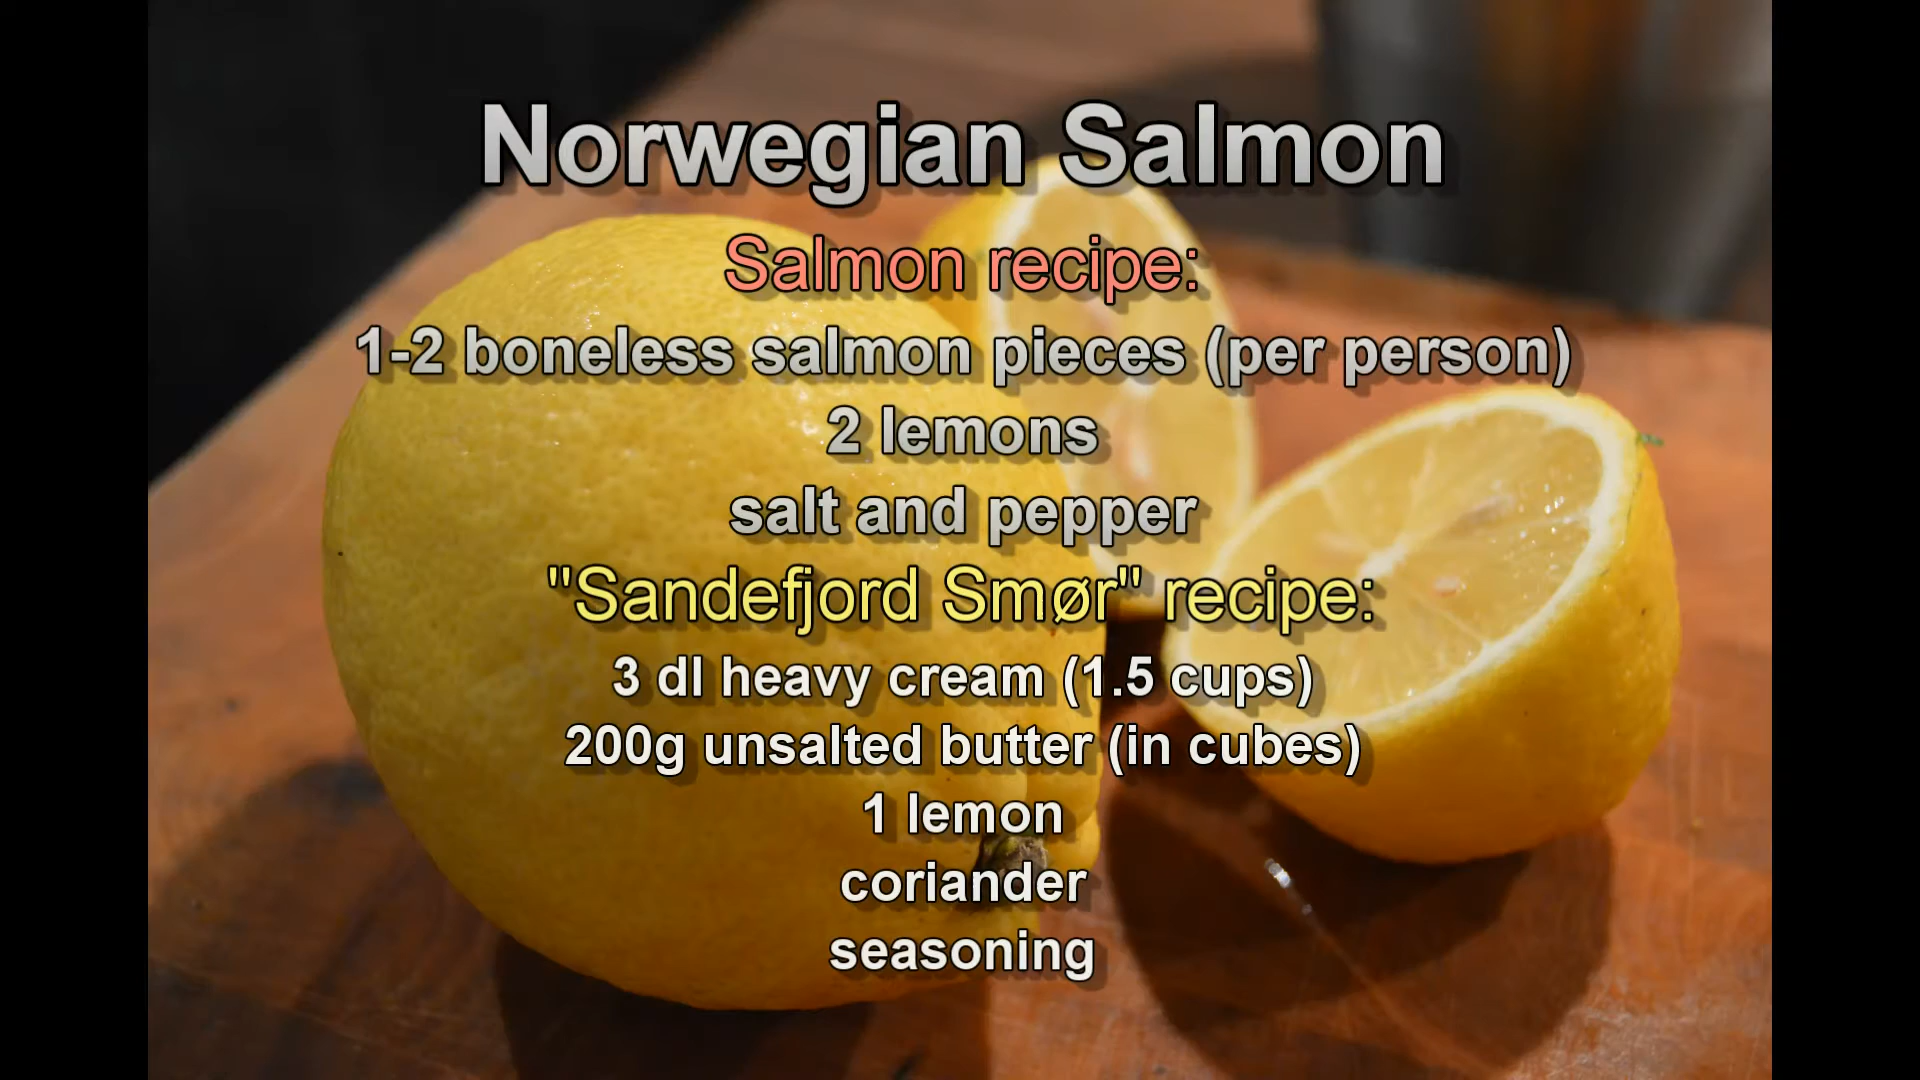 Norwegian Salmon
Salmon recipe:
1-2 boneless salmon pieces (per person)
2 lemons
salt and pepper
"Sandefjord Smør" recipe:
3 dl heavy cream (1.5 cups)
200g unsalted butter (in cubes)
1 lemon
coriander
seasoning